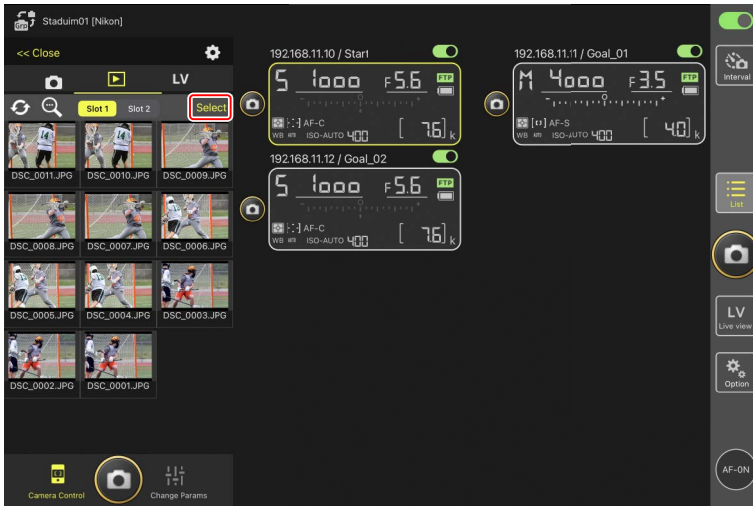 Grp
Staduim01 [Nikon]
<< Close
LV
Slot 1
Slot 2
Select
DSC_0011.JPG
DSC_0010.JPG
DSC_0009.JPG
DSC_0008.JPG
DSC_0007.JPG
DSC_0006.JPG
DSC_0005.JPG
DSC_0004.JPG
DSC_0003.JPG
DSC_0002.JPG
DSC_0001.JPG
Camera Control
Change Params
192.168.11.10 / Start
S 1000 F5.6 FTP
AF-C
WB ISO-AUTO 400 [ 7.6] k
192.168.11.11 / Goal_01
M 4000 F3.5 FTP
AF-S
WB ISO-AUTO 400 [ 4.0] k
192.168.11.12 / Goal_02
S 1000 F5.6 FTP
AF-C
WB ISO-AUTO 400 [ 7.6] k
Interval
List
LV
Live view
Option
AF-ON